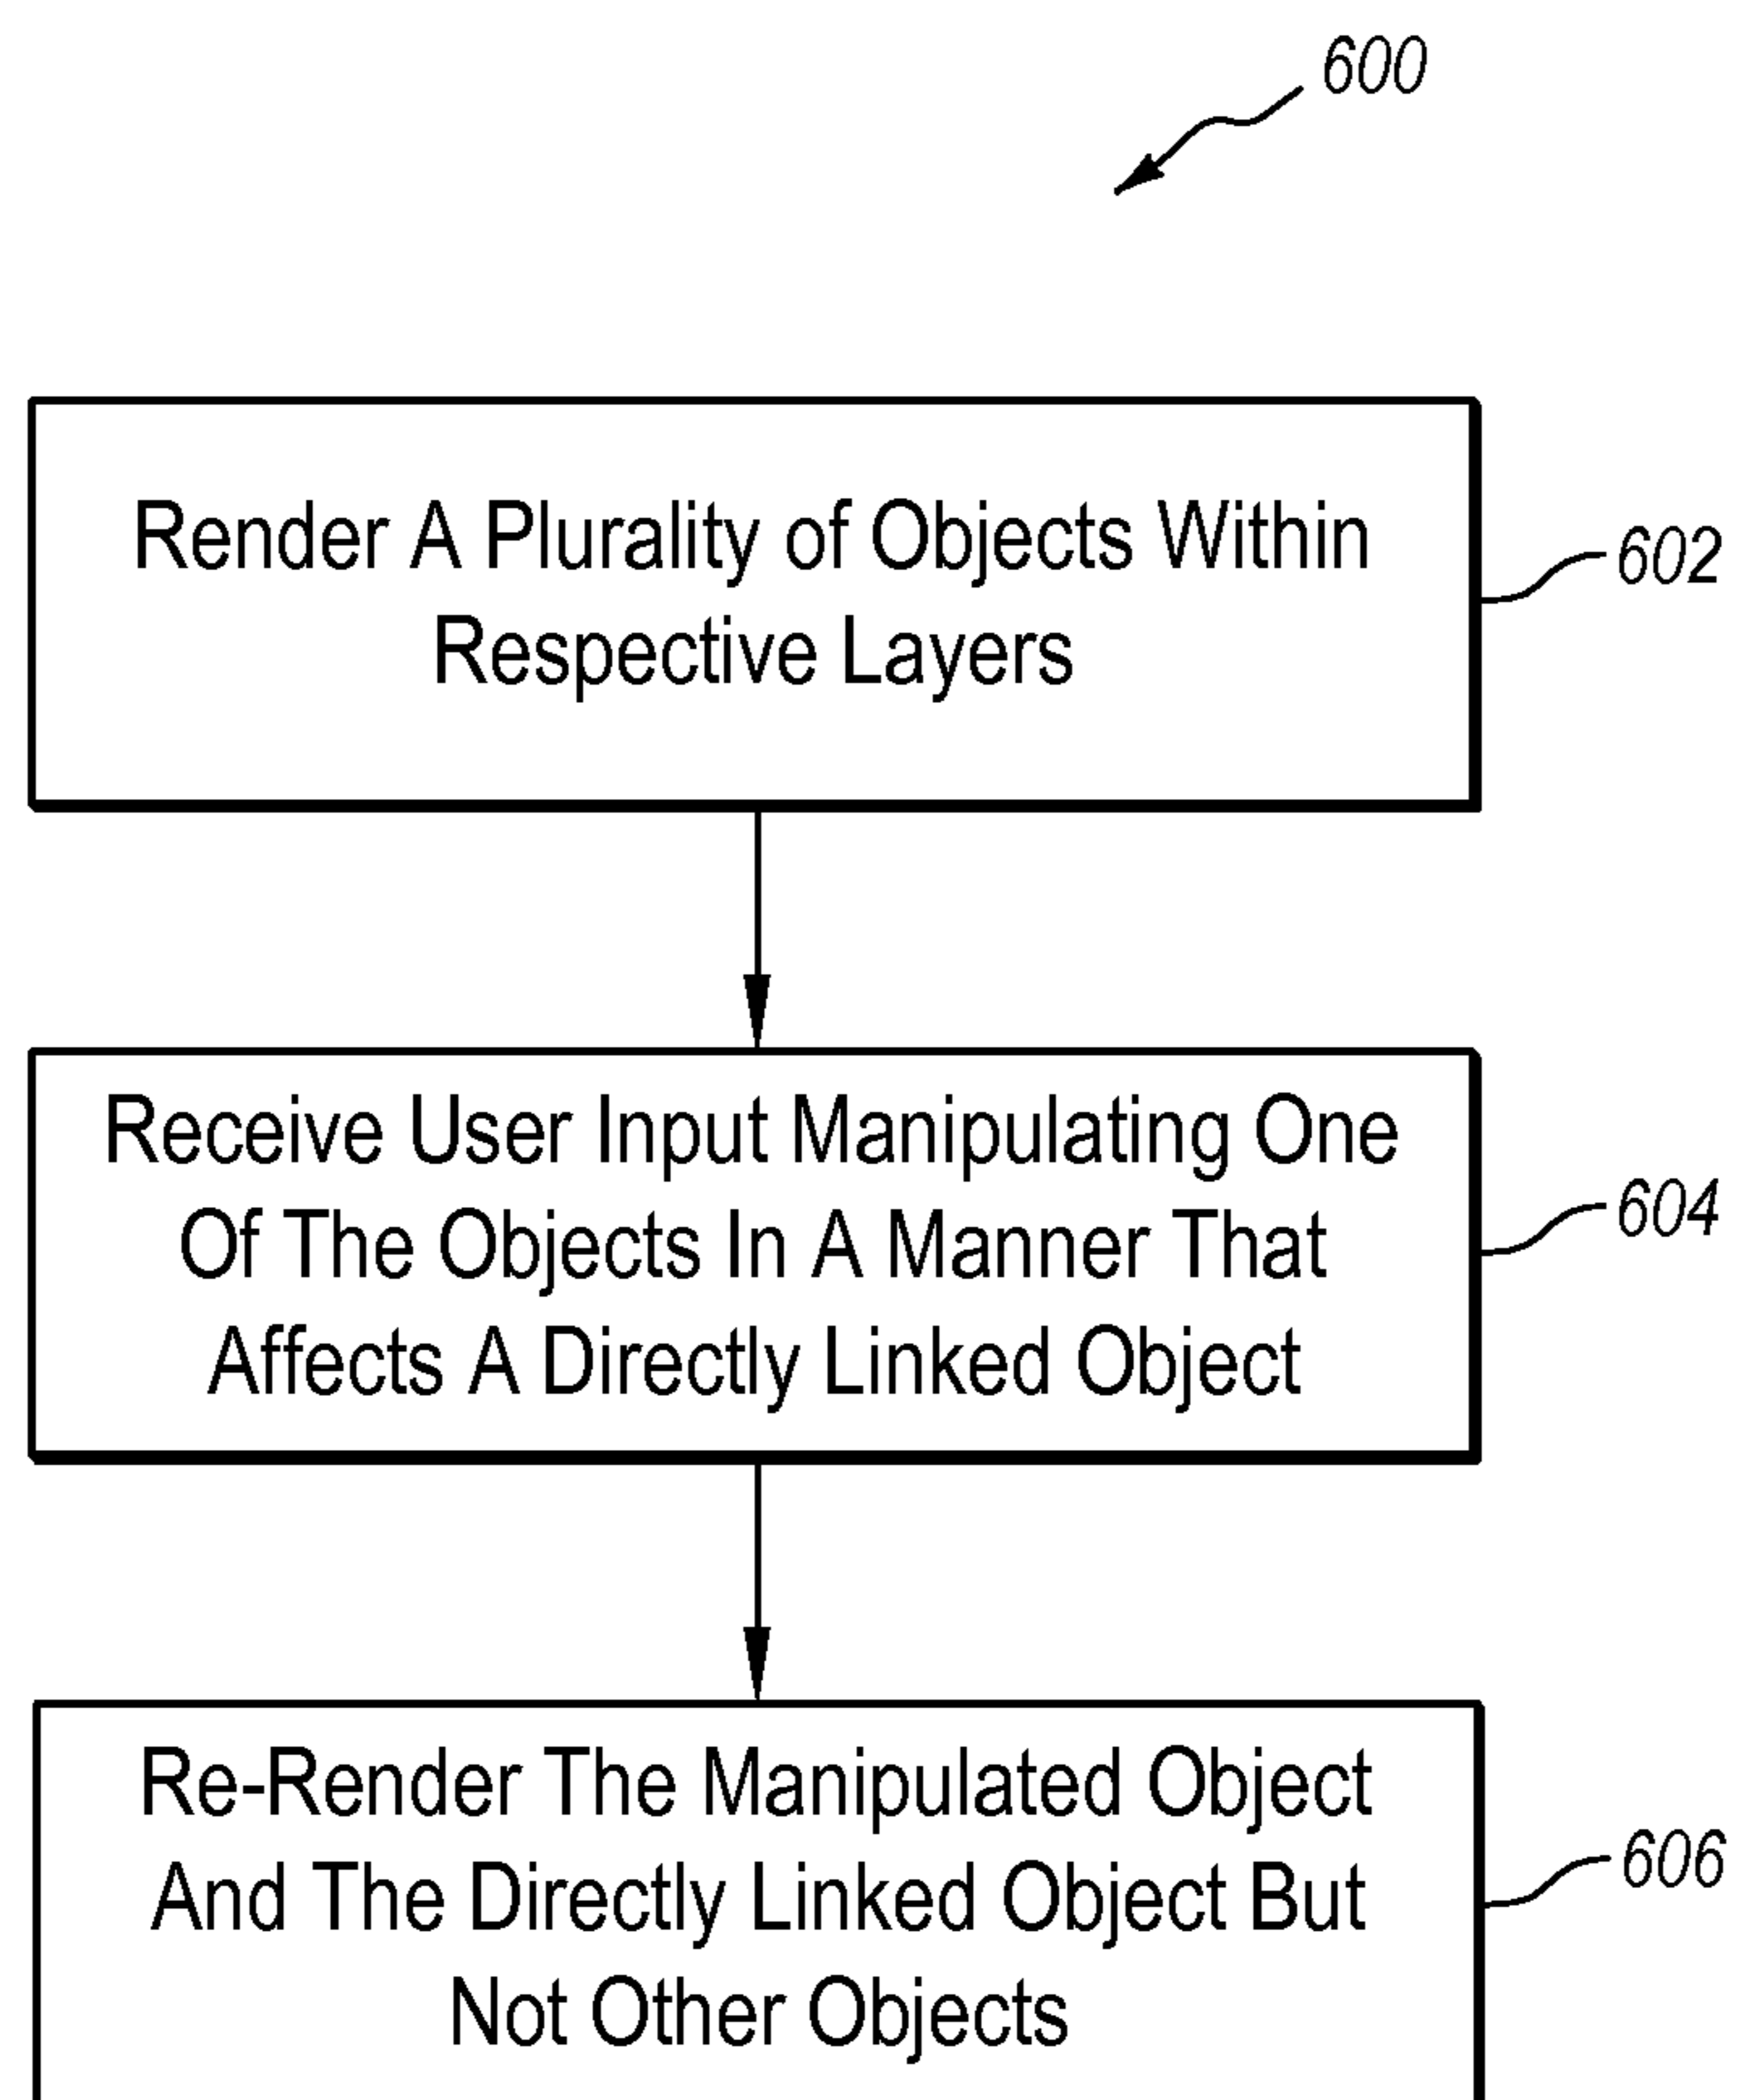 600
Render A Plurality of Objects Within
Respective Layers
602
Receive User Input Manipulating One
Of The Objects In A Manner That
Affects A Directly Linked Object
604
Re-Render The Manipulated Object
And The Directly Linked Object But
Not Other Objects
606